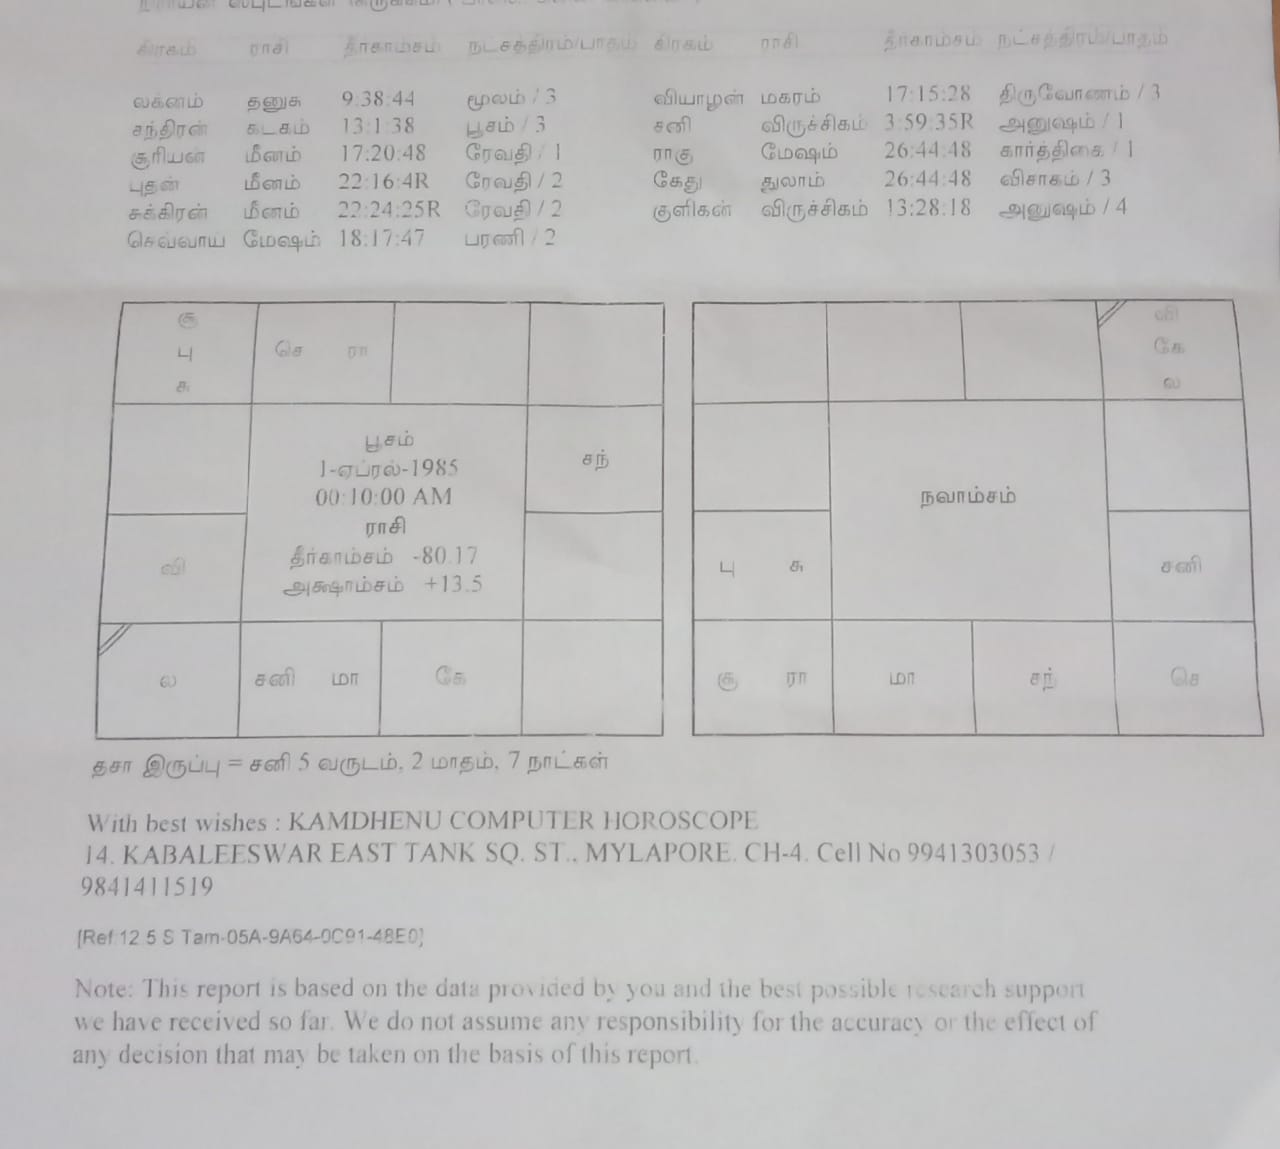 கிரகம் ராசி தீர்காம்சம் நட்சத்திரம்/பாதம் கிரகம் ராசி தீர்காம்சம் நட்சத்திரம்/பாதம்
லக்னம் தனுசு 9:38:44 மூலம் / 3 வியாழன் மகரம் 17:15:28 திருவோணம் / 3
சந்திரன் கடகம் 13:1:38 பூசம் / 3 சனி விருச்சிகம் 3:59:35R அனுஷம் / 1
சூரியன் மீனம் 17:20:48 ரேவதி / 1 ராகு மேஷம் 26:44:48 கார்த்திகை / 1
புதன் மீனம் 22:16:4R ரேவதி / 2 கேது துலாம் 26:44:48 விசாகம் / 3
சுக்கிரன் மீனம் 22:24:25R ரேவதி / 2 குளிகன் விருச்சிகம் 13:28:18 அனுஷம் / 4
செவ்வாய் மேஷம் 18:17:47 பரணி / 2
சூ
பு
சு
செ ரா
பூசம்
1-ஏப்ரல்-1985
00:10:00 AM
ராசி
தீர்காம்சம் -80.17
அக்ஷாம்சம் +13.5
சந்
வி
ல
சனி மா
கே
வி
கே
ல
நவாம்சம்
பு சு
சனி
சூ ரா
மா
சந்
செ
தசா இருப்பு = சனி 5 வருடம், 2 மாதம், 7 நாட்கள்
With best wishes : KAMDHENU COMPUTER HOROSCOPE
14. KABALEESWAR EAST TANK SQ. ST., MYLAPORE. CH-4. Cell No 9941303053 /
9841411519
[Ref 12.5 S Tam-05A-9A64-0C91-48E0]
Note: This report is based on the data provided by you and the best possible research support
we have received so far. We do not assume any responsibility for the accuracy or the effect of
any decision that may be taken on the basis of this report.